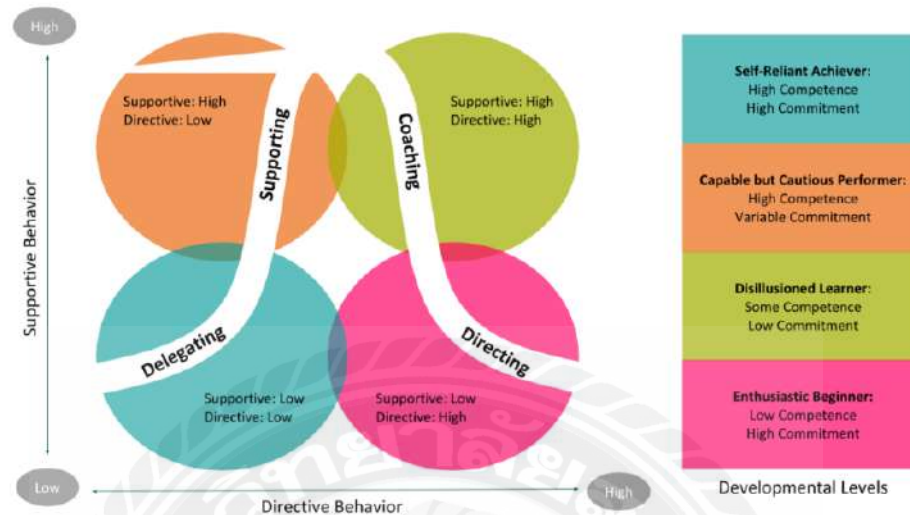 High
Supportive: High
Directive: Low
Supporting
Supportive: High
Directive: High
Coaching
Supportive Behavior
Delegating
Supportive: Low
Directive: Low
Directing
Supportive: Low
Directive: High
Low
Directive Behavior
High
Self-Reliant Achiever:
High Competence
High Commitment
Capable but Cautious Performer:
High Competence
Variable Commitment
Disillusioned Learner:
Some Competence
Low Commitment
Enthusiastic Beginner:
Low Competence
High Commitment
Developmental Levels